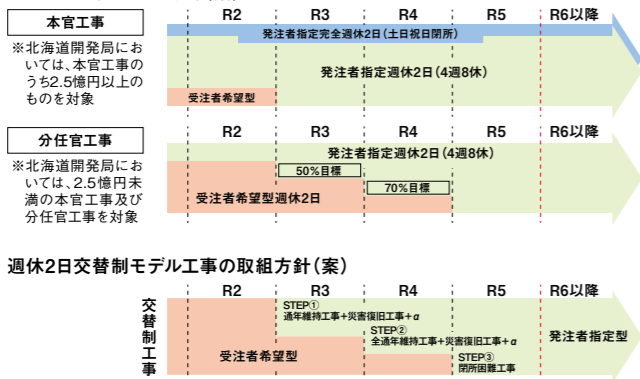 本官工事
※北海道開発局にお
いては、本官工事の
うち2.5億円以上の
ものを対象
R2 R3 R4 R5 R6以降
発注者指定完全週休2日(土日祝日閉所)
発注者指定週休2日(4週8休)
受注者希望型
分任官工事
※北海道開発局にお
いては、2.5億円未
満の本官工事及び
分任官工事を対象
R2 R3 R4 R5 R6以降
発注者指定週休2日(4週8休)
50%目標
70%目標
受注者希望型週休2日
週休2日交替制モデル工事の取組方針(案)
交替制工事
R2 R3 R4 R5 R6以降
STEP①
通年維持工事+災害復旧工事+α
STEP②
全通年維持工事+災害復旧工事+α
STEP③
閉所困難工事
受注者希望型
発注者指定型